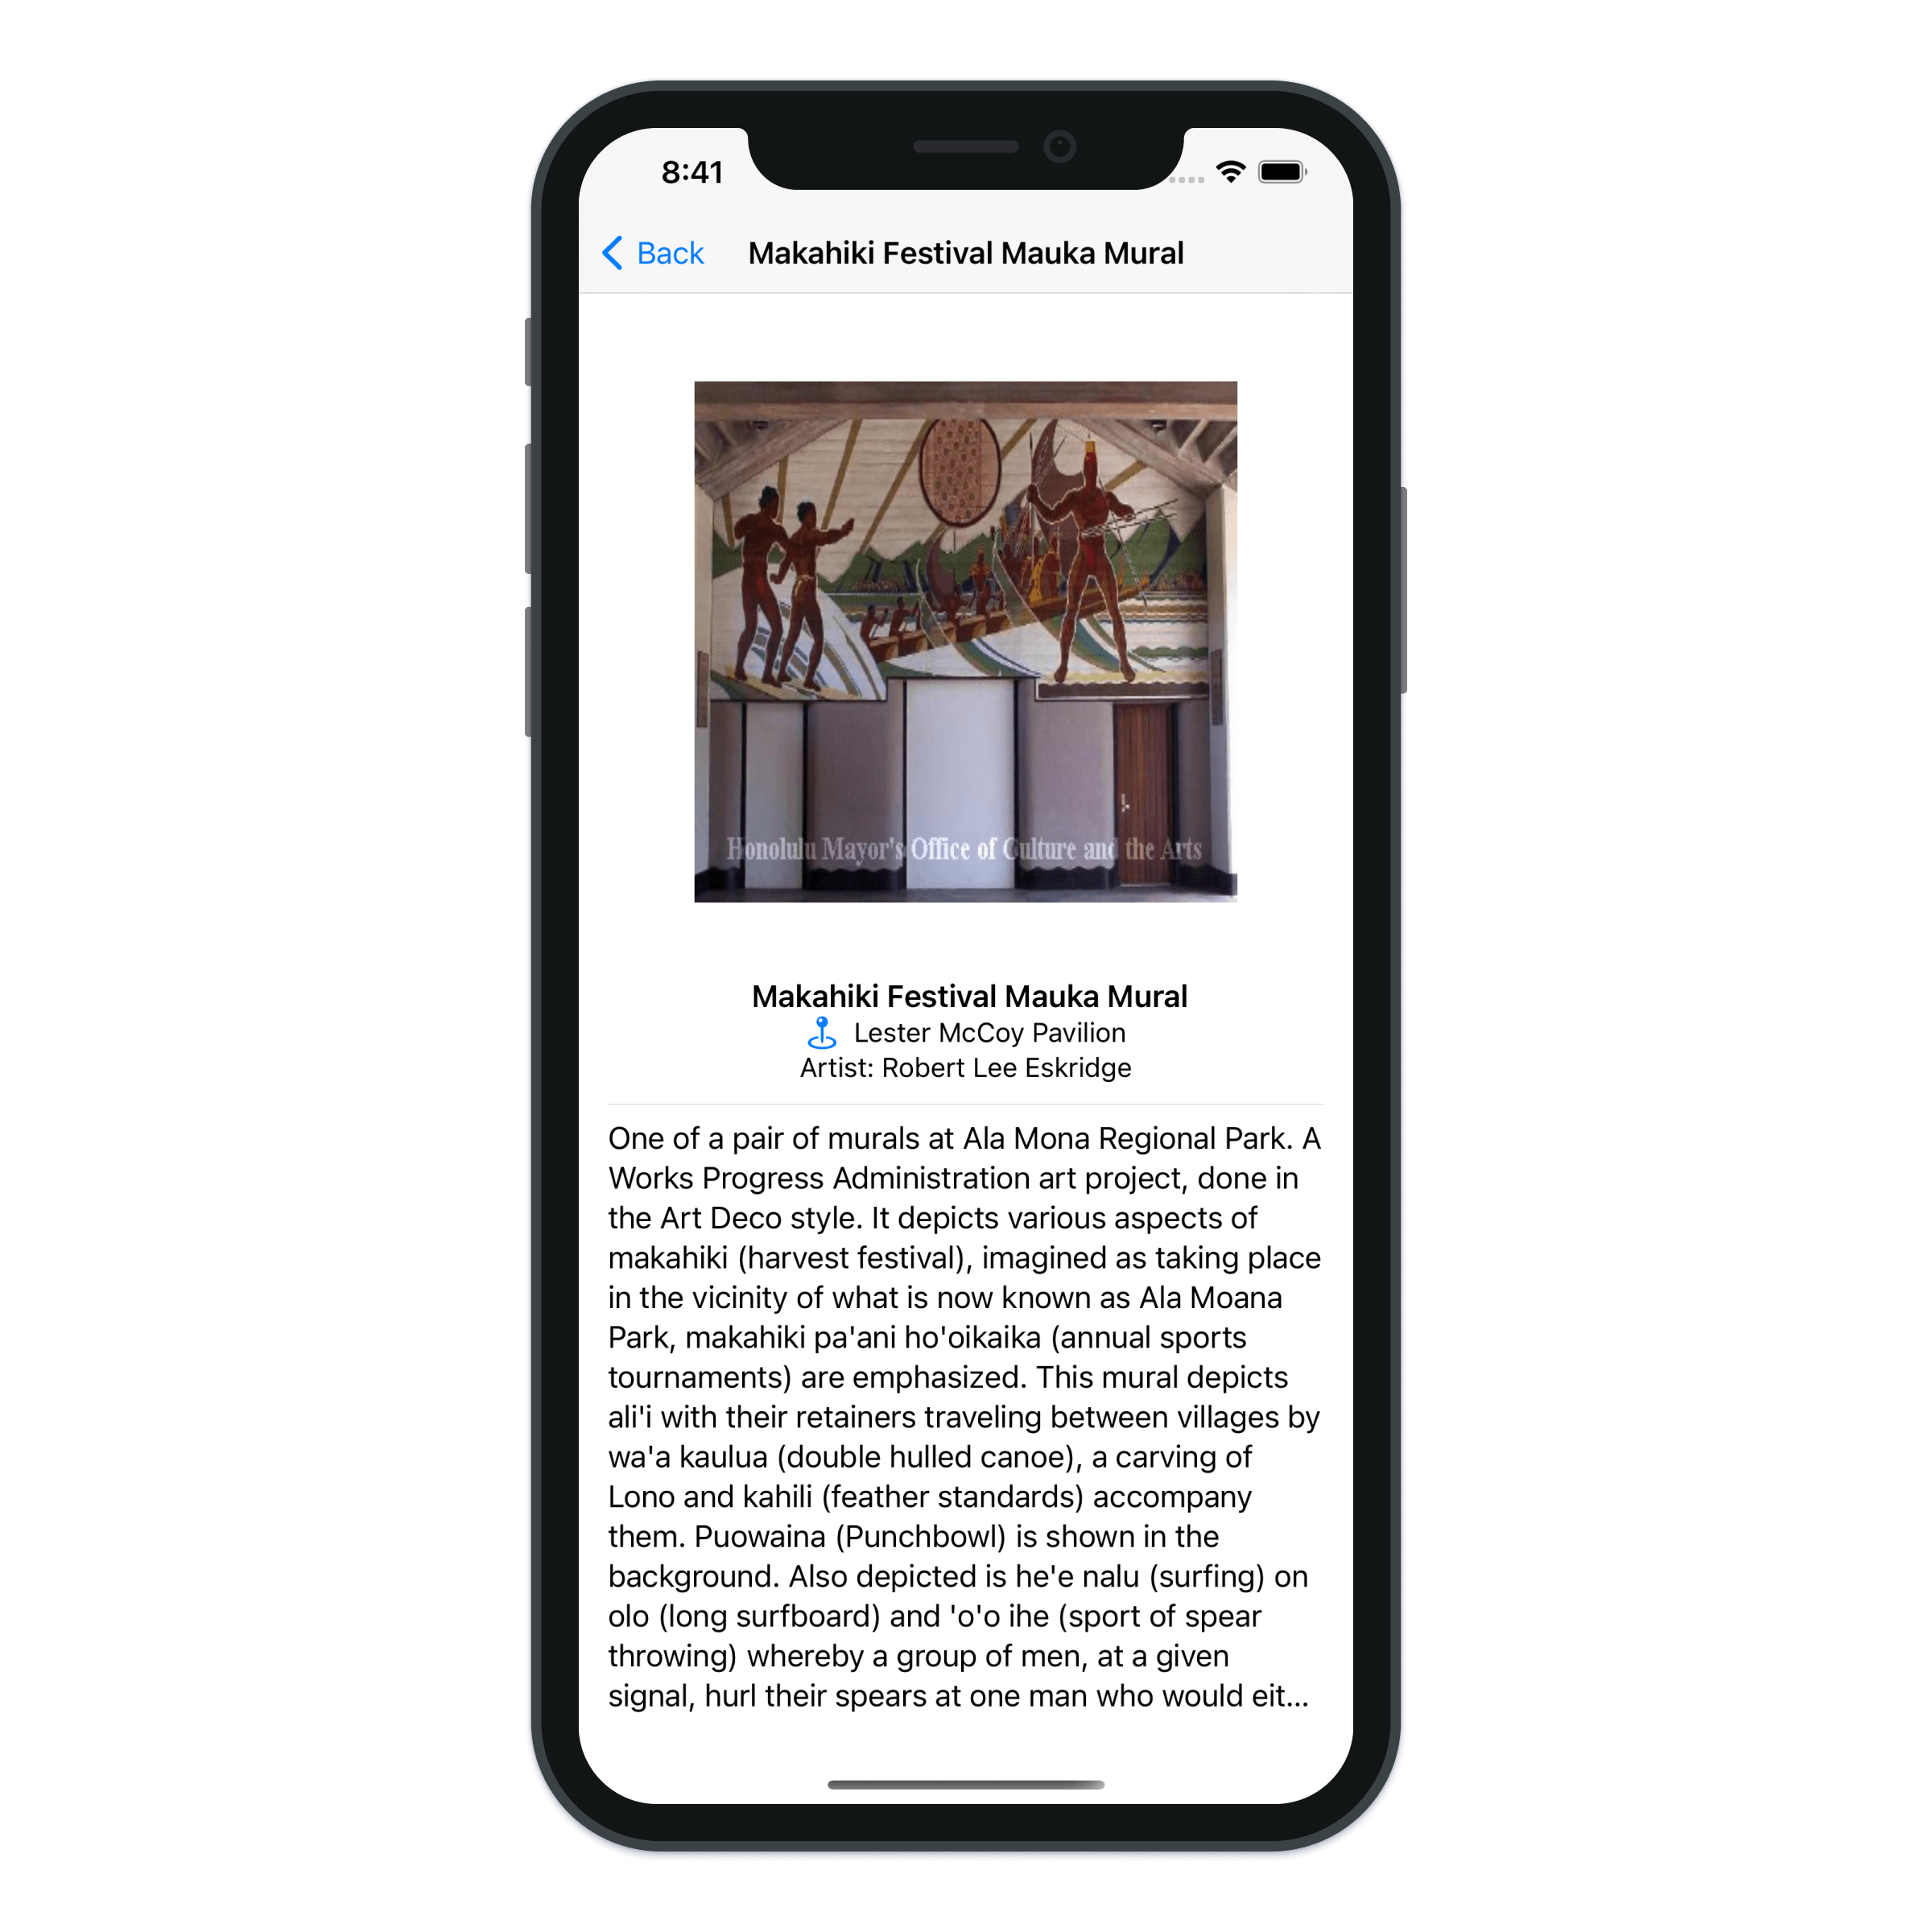 8:41
Back
Makahiki Festival Mauka Mural
Honolulu Mayor's Office of Culture and the Arts
Makahiki Festival Mauka Mural
Lester McCoy Pavilion
Artist: Robert Lee Eskridge
One of a pair of murals at Ala Mona Regional Park. A
Works Progress Administration art project, done in
the Art Deco style. It depicts various aspects of
makahiki (harvest festival), imagined as taking place
in the vicinity of what is now known as Ala Moana
Park, makahiki pa'ani ho'oikaika (annual sports
tournaments) are emphasized. This mural depicts
ali'i with their retainers traveling between villages by
wa'a kaulua (double hulled canoe), a carving of
Lono and kahili (feather standards) accompany
them. Puowaina (Punchbowl) is shown in the
background. Also depicted is he'e nalu (surfing) on
olo (long surfboard) and 'o'o ihe (sport of spear
throwing) whereby a group of men, at a given
signal, hurl their spears at one man who would eit...